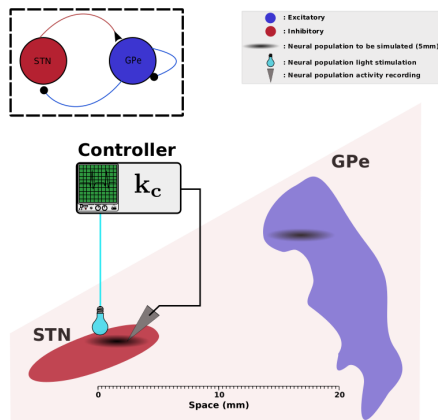 STN
GPe
: Excitatory
: Inhibitory
: Neural population to be simulated (5mm)
: Neural population light stimulation
: Neural population activity recording
Controller
k_c
GPe
STN
0
10
20
Space (mm)